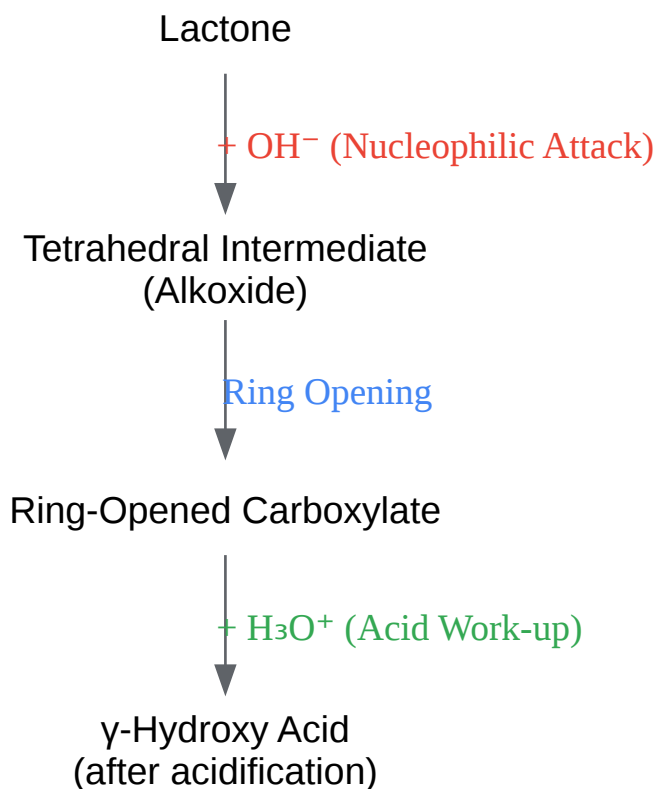 Lactone
+ OH⁻ (Nucleophilic Attack)
Tetrahedral Intermediate
(Alkoxide)
Ring Opening
Ring-Opened Carboxylate
+ H₃O⁺ (Acid Work-up)
γ-Hydroxy Acid
(after acidification)